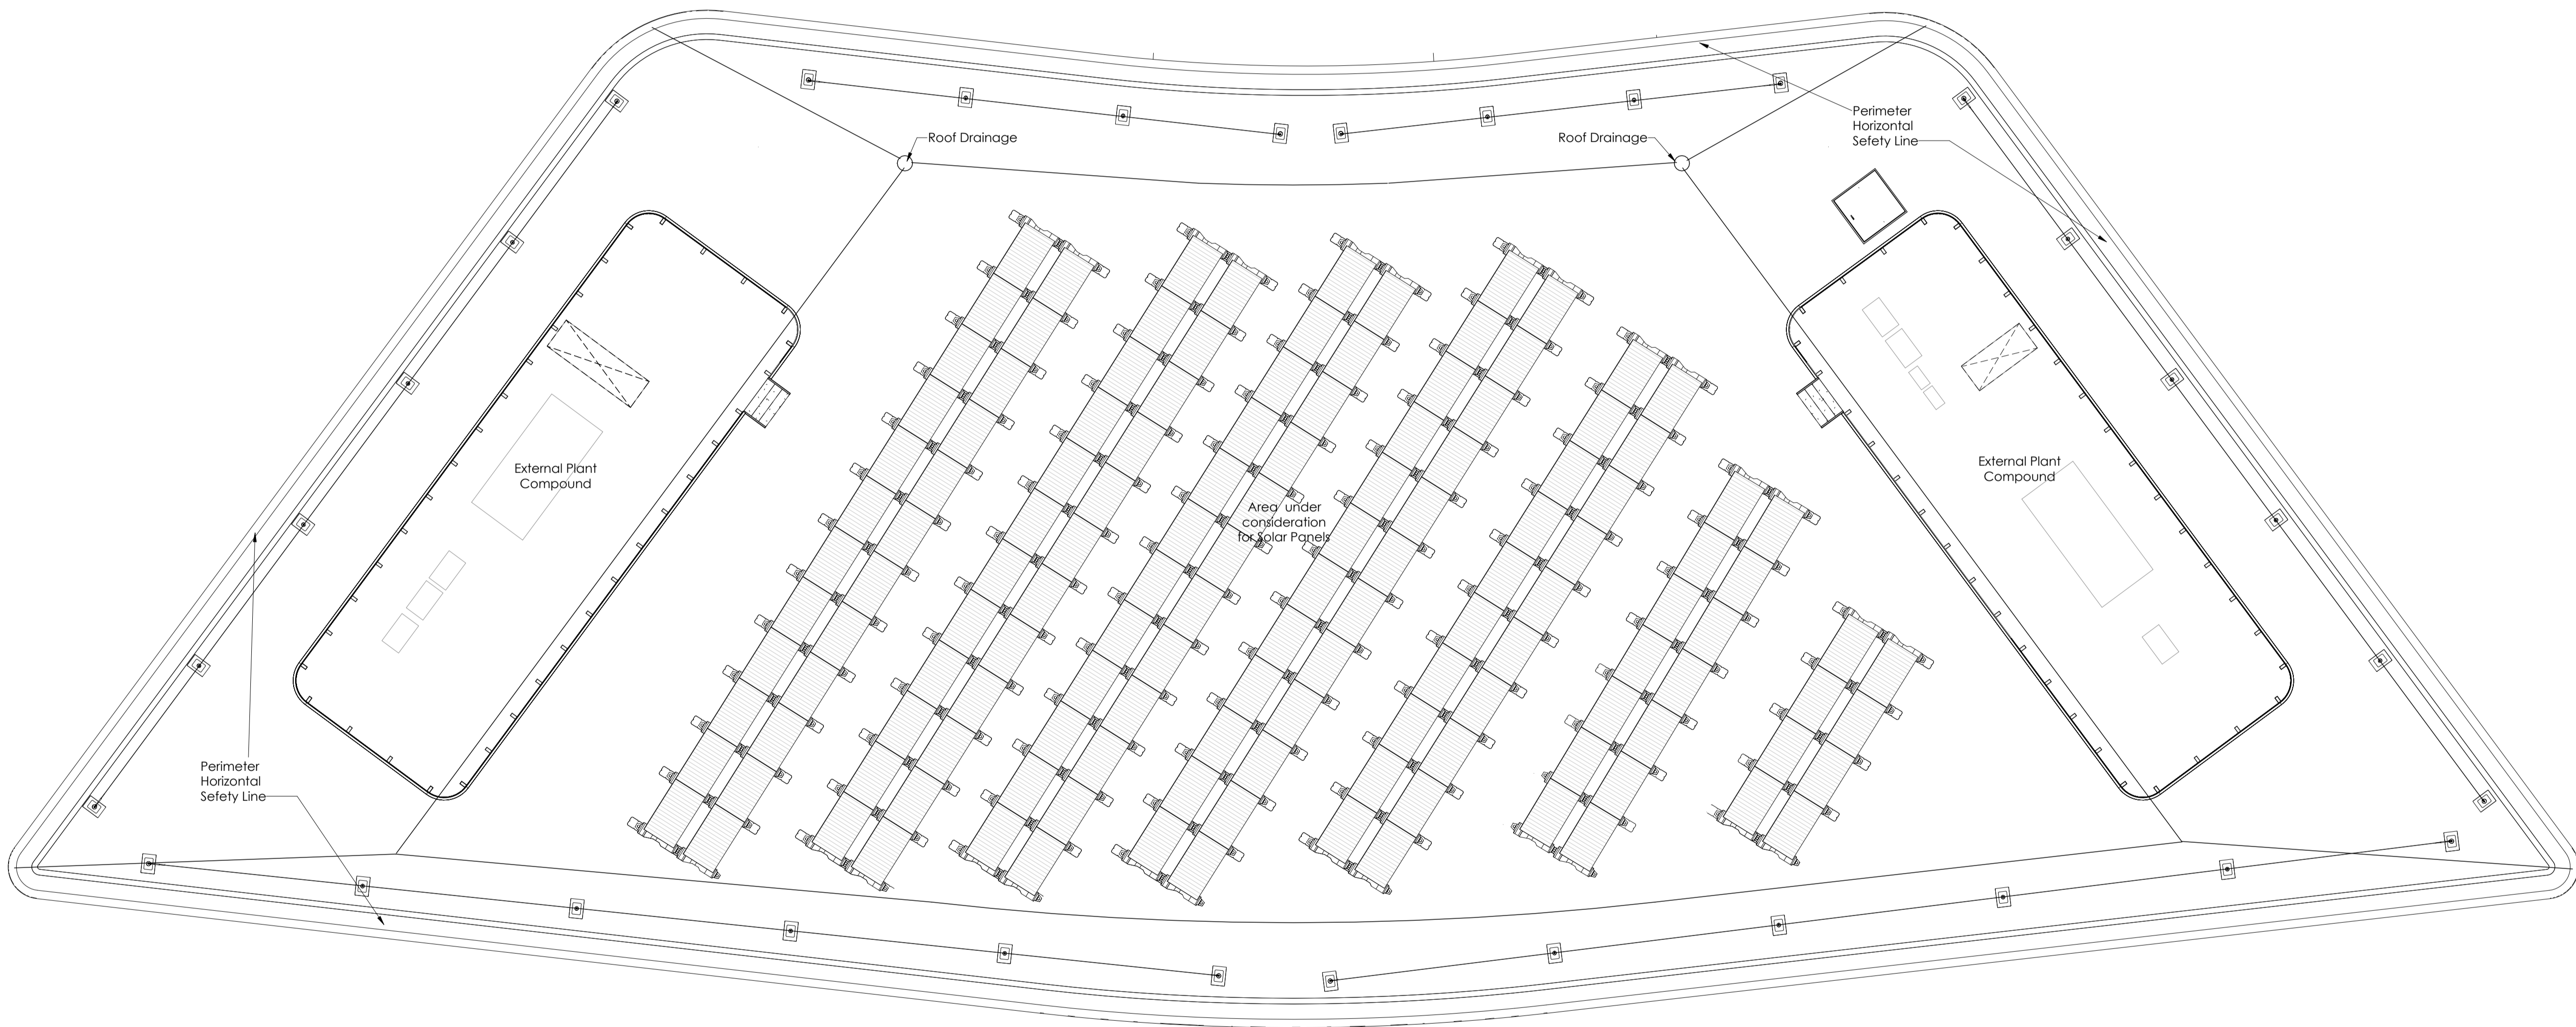 Perimeter
Horizontal
Sefety Line
Roof Drainage
Roof Drainage
External Plant
Compound
External Plant
Compound
Area under
consideration
for Solar Panels
Perimeter
Horizontal
Sefety Line